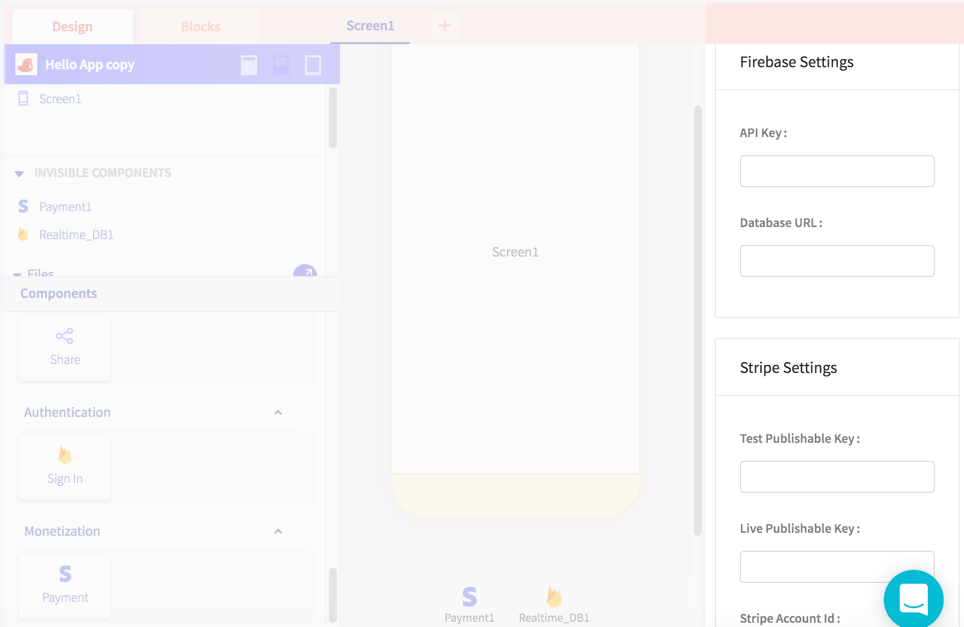 Design
Blocks
Screen1
+
Hello App copy
Screen1
INVISIBLE COMPONENTS
Payment1
Realtime_DB1
Files
Components
Share
Authentication
Sign In
Monetization
S
Payment
Screen1
S
Payment1
Realtime_DB1
Firebase Settings
API Key :
Database URL :
Stripe Settings
Test Publishable Key :
Live Publishable Key :
Stripe Account Id :